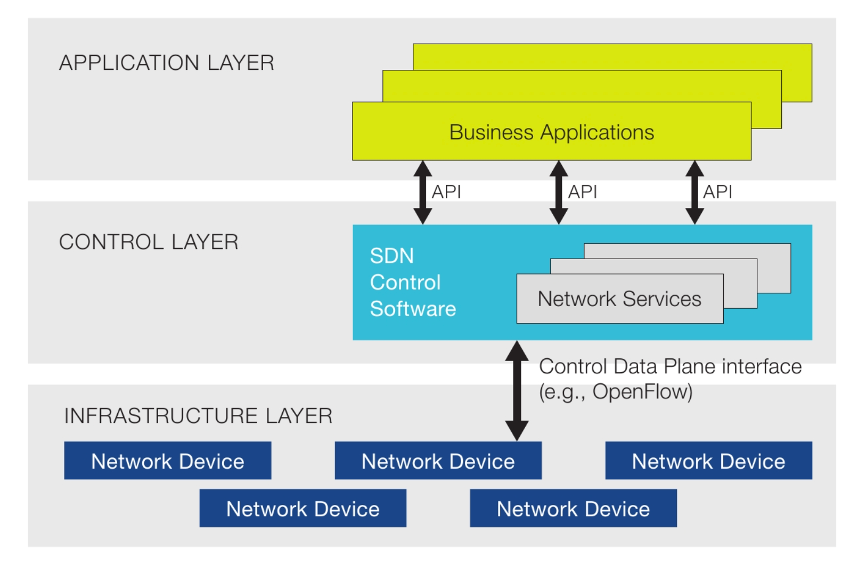 APPLICATION LAYER
Business Applications
API
API
API
CONTROL LAYER
SDN
Control
Software
Network Services
Control Data Plane interface
(e.g., OpenFlow)
INFRASTRUCTURE LAYER
Network Device
Network Device
Network Device
Network Device
Network Device